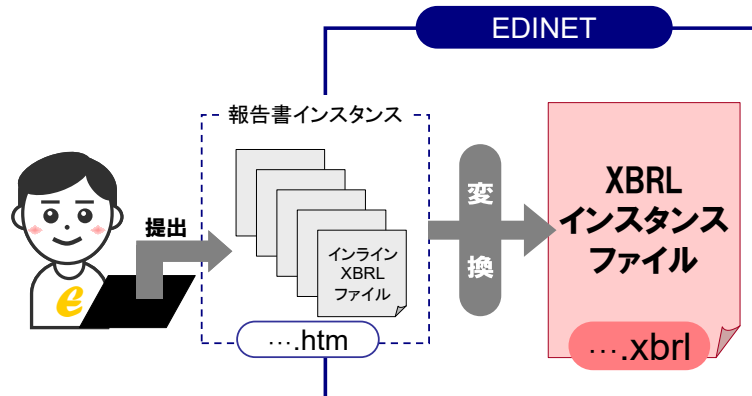 EDINET
報告書インスタンス
提出
インライン
XBRL
ファイル
….htm
変
換
XBRL
インスタンス
ファイル
….xbrl
e